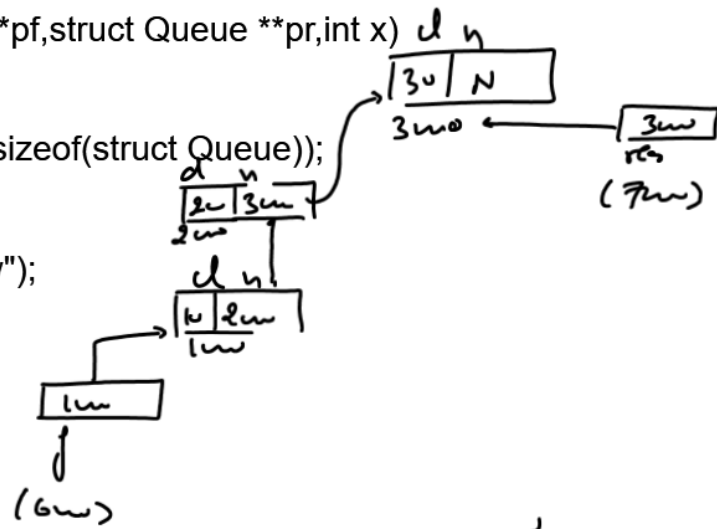 *pf,struct Queue **pr,int x) d n
30 N
3000 3000
sizeof(struct Queue));
(7000)
d n
20 3000
2000
");
d n
10 2000
1000
1000
f
(6000)